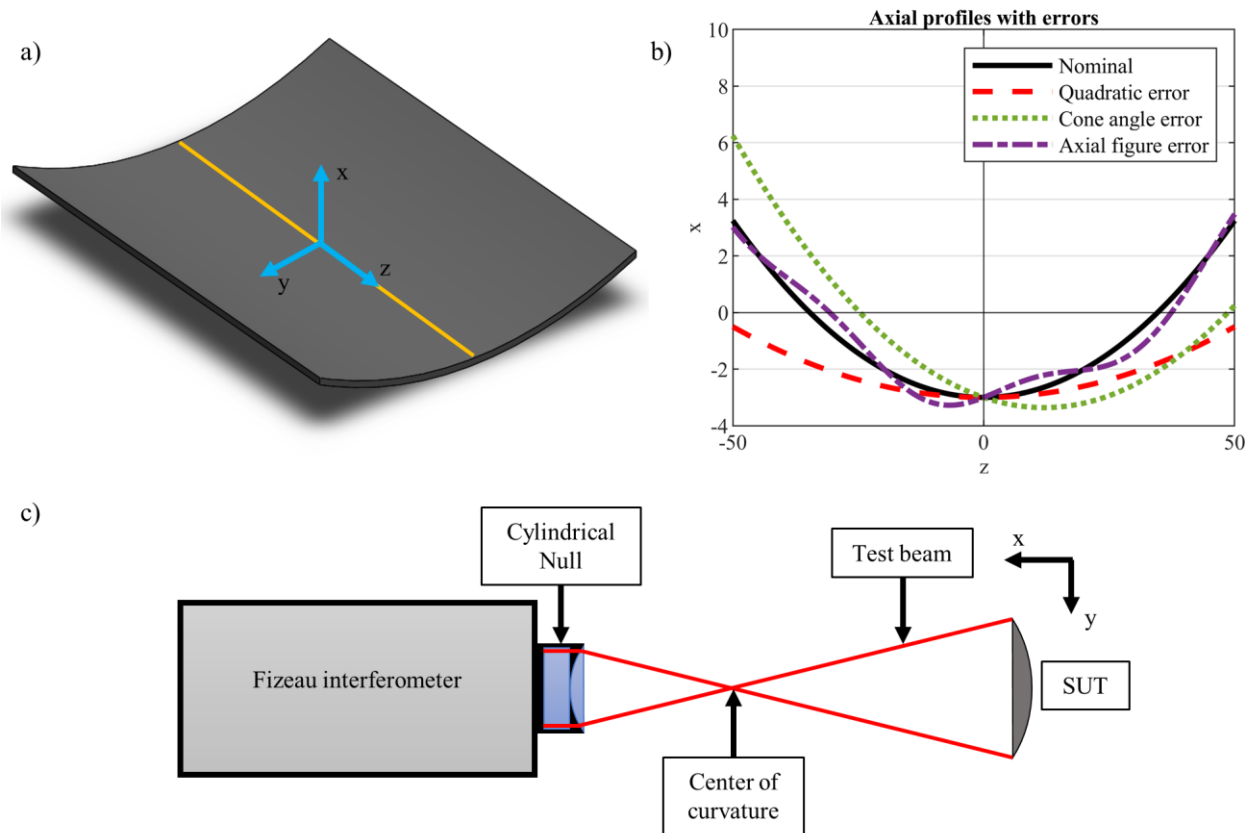 a)
x
y
z
b)
Axial profiles with errors
Nominal
Quadratic error
Cone angle error
Axial figure error
10
8
6
4
2
0
-2
-4
x
-50
0
50
z
c)
Cylindrical
Null
Test beam
x
y
Fizeau interferometer
SUT
Center of
curvature